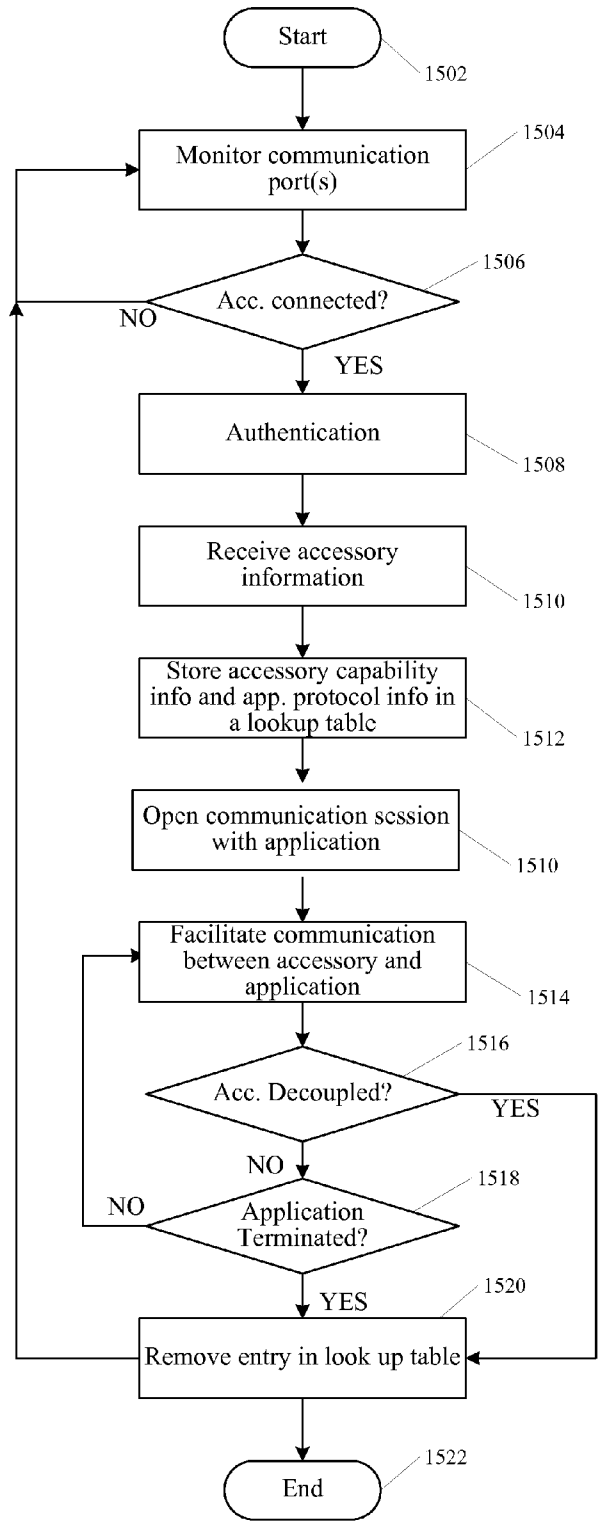 Start
1502
Monitor communication
port(s)
1504
Acc. connected?
1506
NO
YES
Authentication
1508
Receive accessory
information
1510
Store accessory capability
info and app. protocol info in
a lookup table
1512
Open communication session
with application
1510
Facilitate communication
between accessory and
application
1514
Acc. Decoupled?
1516
YES
NO
Application
Terminated?
1518
NO
YES
Remove entry in look up table
1520
End
1522